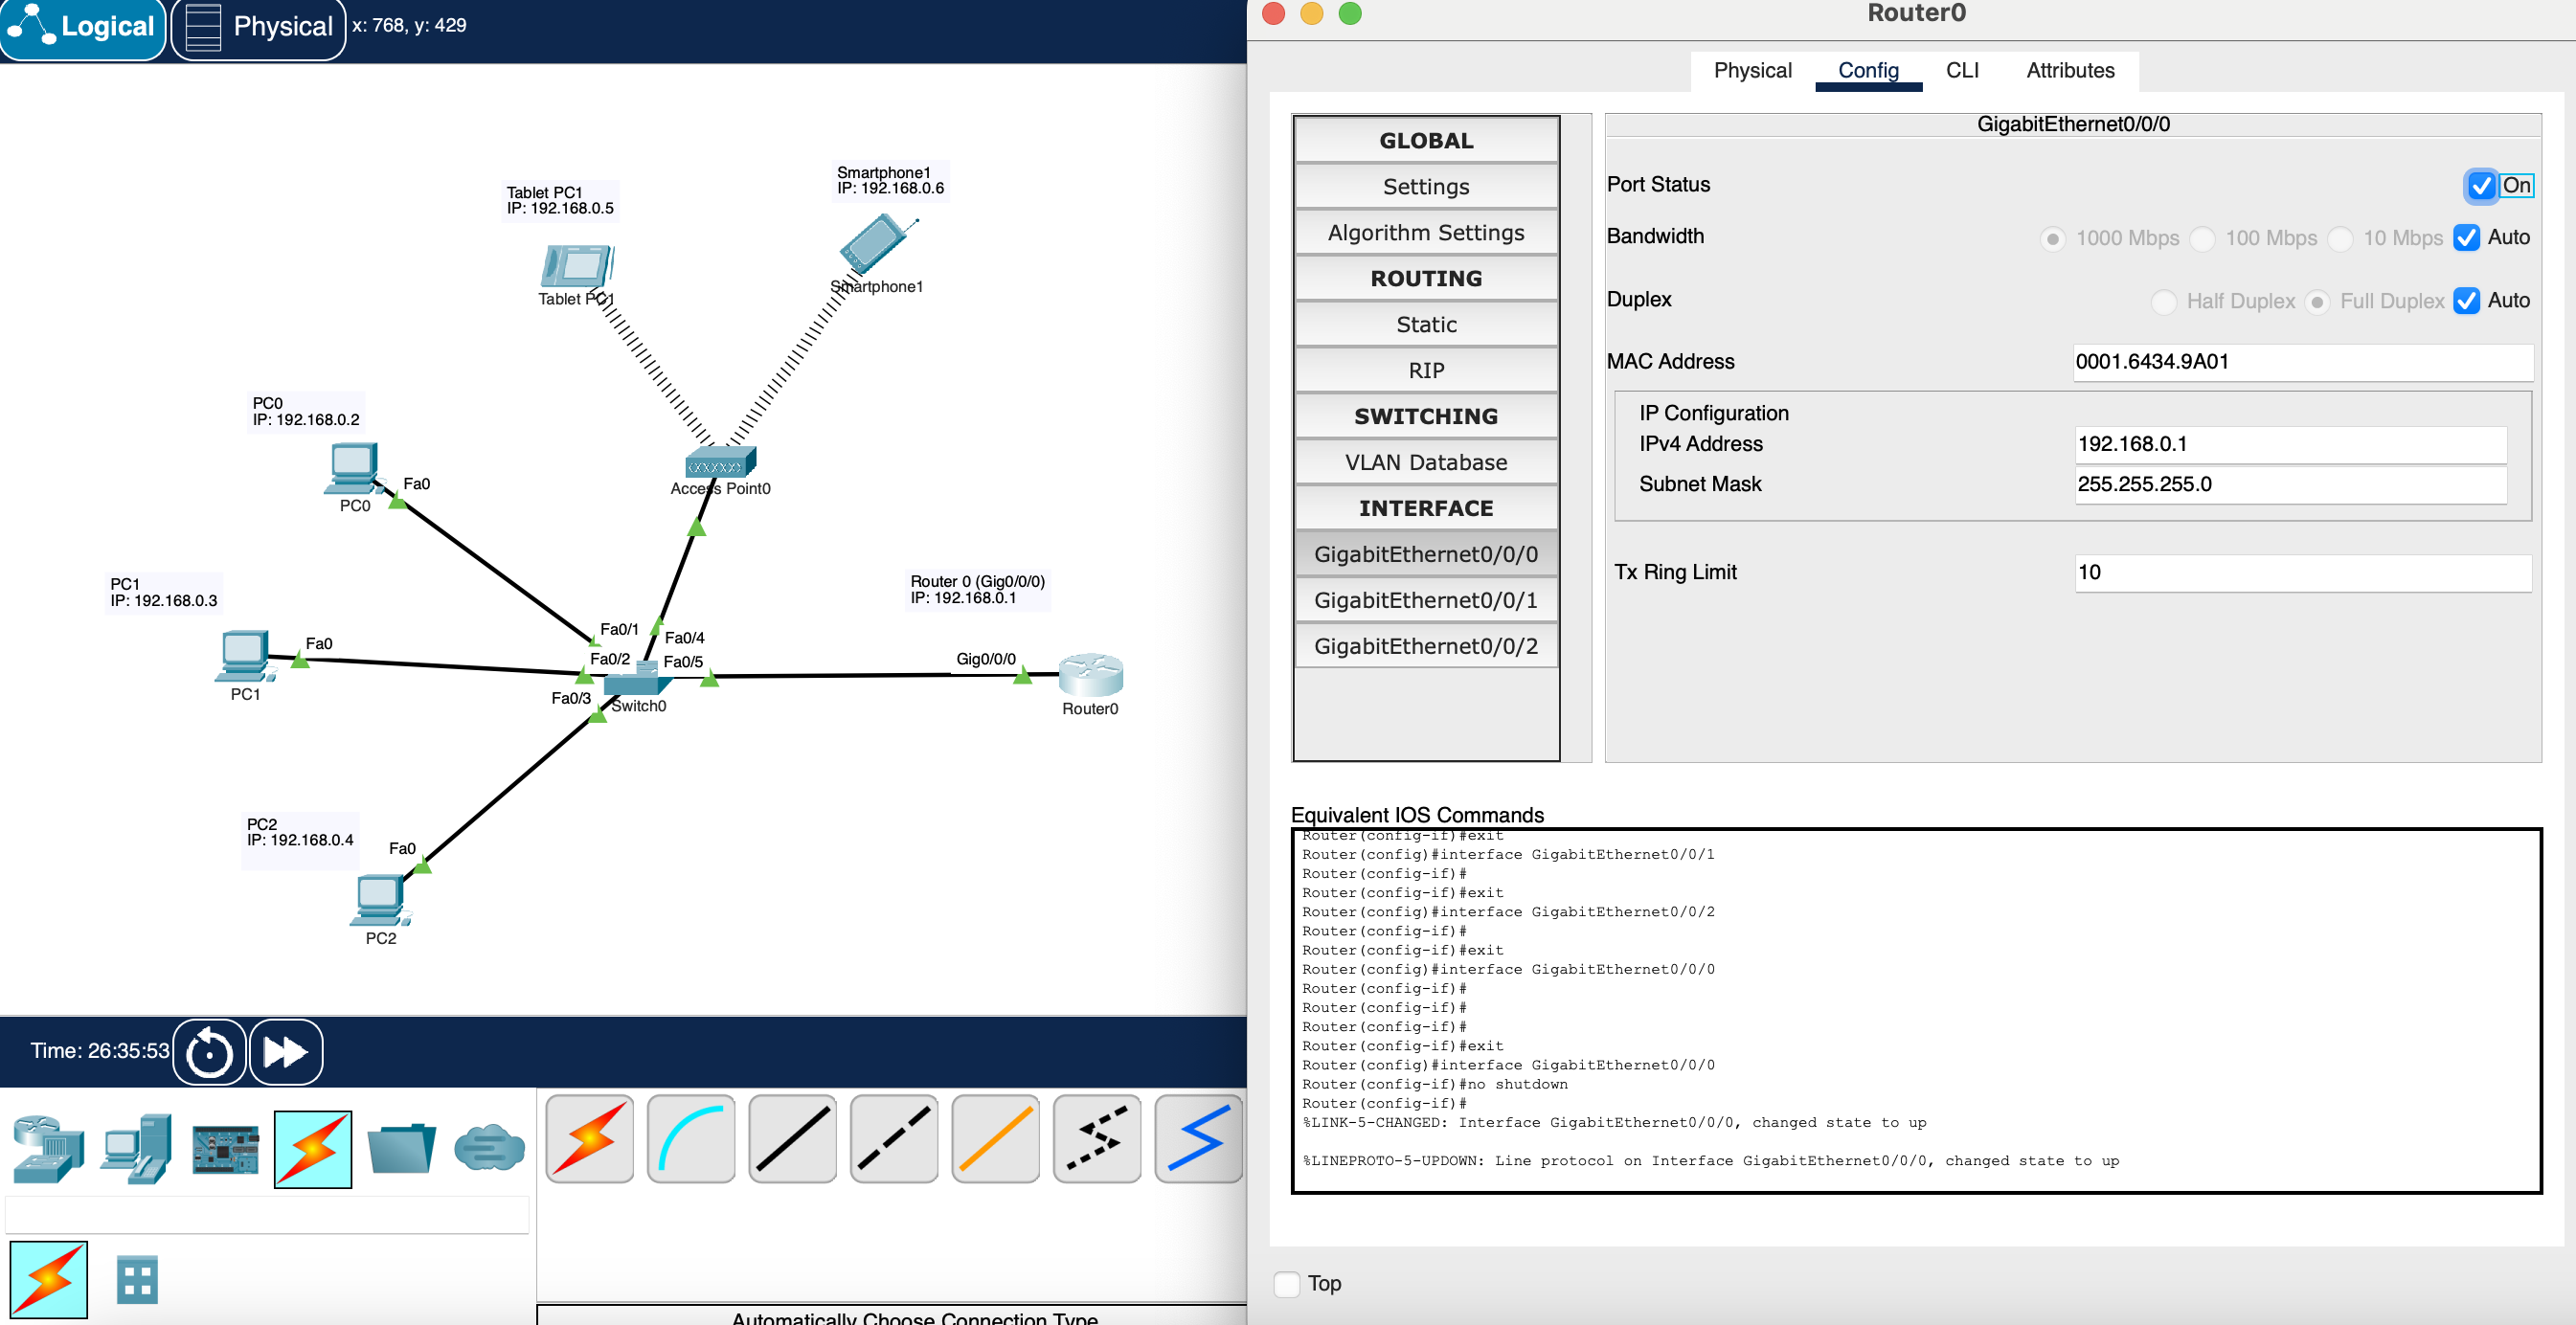 Logical
Physical
x: 768, y: 429
Tablet PC1
IP: 192.168.0.5
Smartphone1
IP: 192.168.0.6
Tablet PC1
Smartphone1
PC0
IP: 192.168.0.2
Fa0
PC0
Access Point0
PC1
IP: 192.168.0.3
Router 0 (Gig0/0/0)
IP: 192.168.0.1
Fa0
Fa0/1
Fa0/4
Fa0/2
Fa0/5
Gig0/0/0
PC1
Fa0/3
Switch0
Router0
PC2
IP: 192.168.0.4
Fa0
PC2
Time: 26:35:53
Automatically Choose Connection Type
Router0
Physical
Config
CLI
Attributes
GLOBAL
Settings
Algorithm Settings
ROUTING
Static
RIP
SWITCHING
VLAN Database
INTERFACE
GigabitEthernet0/0/0
GigabitEthernet0/0/1
GigabitEthernet0/0/2
GigabitEthernet0/0/0
Port Status
On
Bandwidth
1000 Mbps
100 Mbps
10 Mbps
Auto
Duplex
Half Duplex
Full Duplex
Auto
MAC Address
0001.6434.9A01
IP Configuration
IPv4 Address
192.168.0.1
Subnet Mask
255.255.255.0
Tx Ring Limit
10
Equivalent IOS Commands
Router(config-if)#exit
Router(config)#interface GigabitEthernet0/0/1
Router(config-if)#
Router(config-if)#exit
Router(config)#interface GigabitEthernet0/0/2
Router(config-if)#
Router(config-if)#exit
Router(config)#interface GigabitEthernet0/0/0
Router(config-if)#
Router(config-if)#
Router(config-if)#
Router(config-if)#exit
Router(config)#interface GigabitEthernet0/0/0
Router(config-if)#no shutdown
Router(config-if)#
%LINK-5-CHANGED: Interface GigabitEthernet0/0/0, changed state to up
%LINEPROTO-5-UPDOWN: Line protocol on Interface GigabitEthernet0/0/0, changed state to up
Top